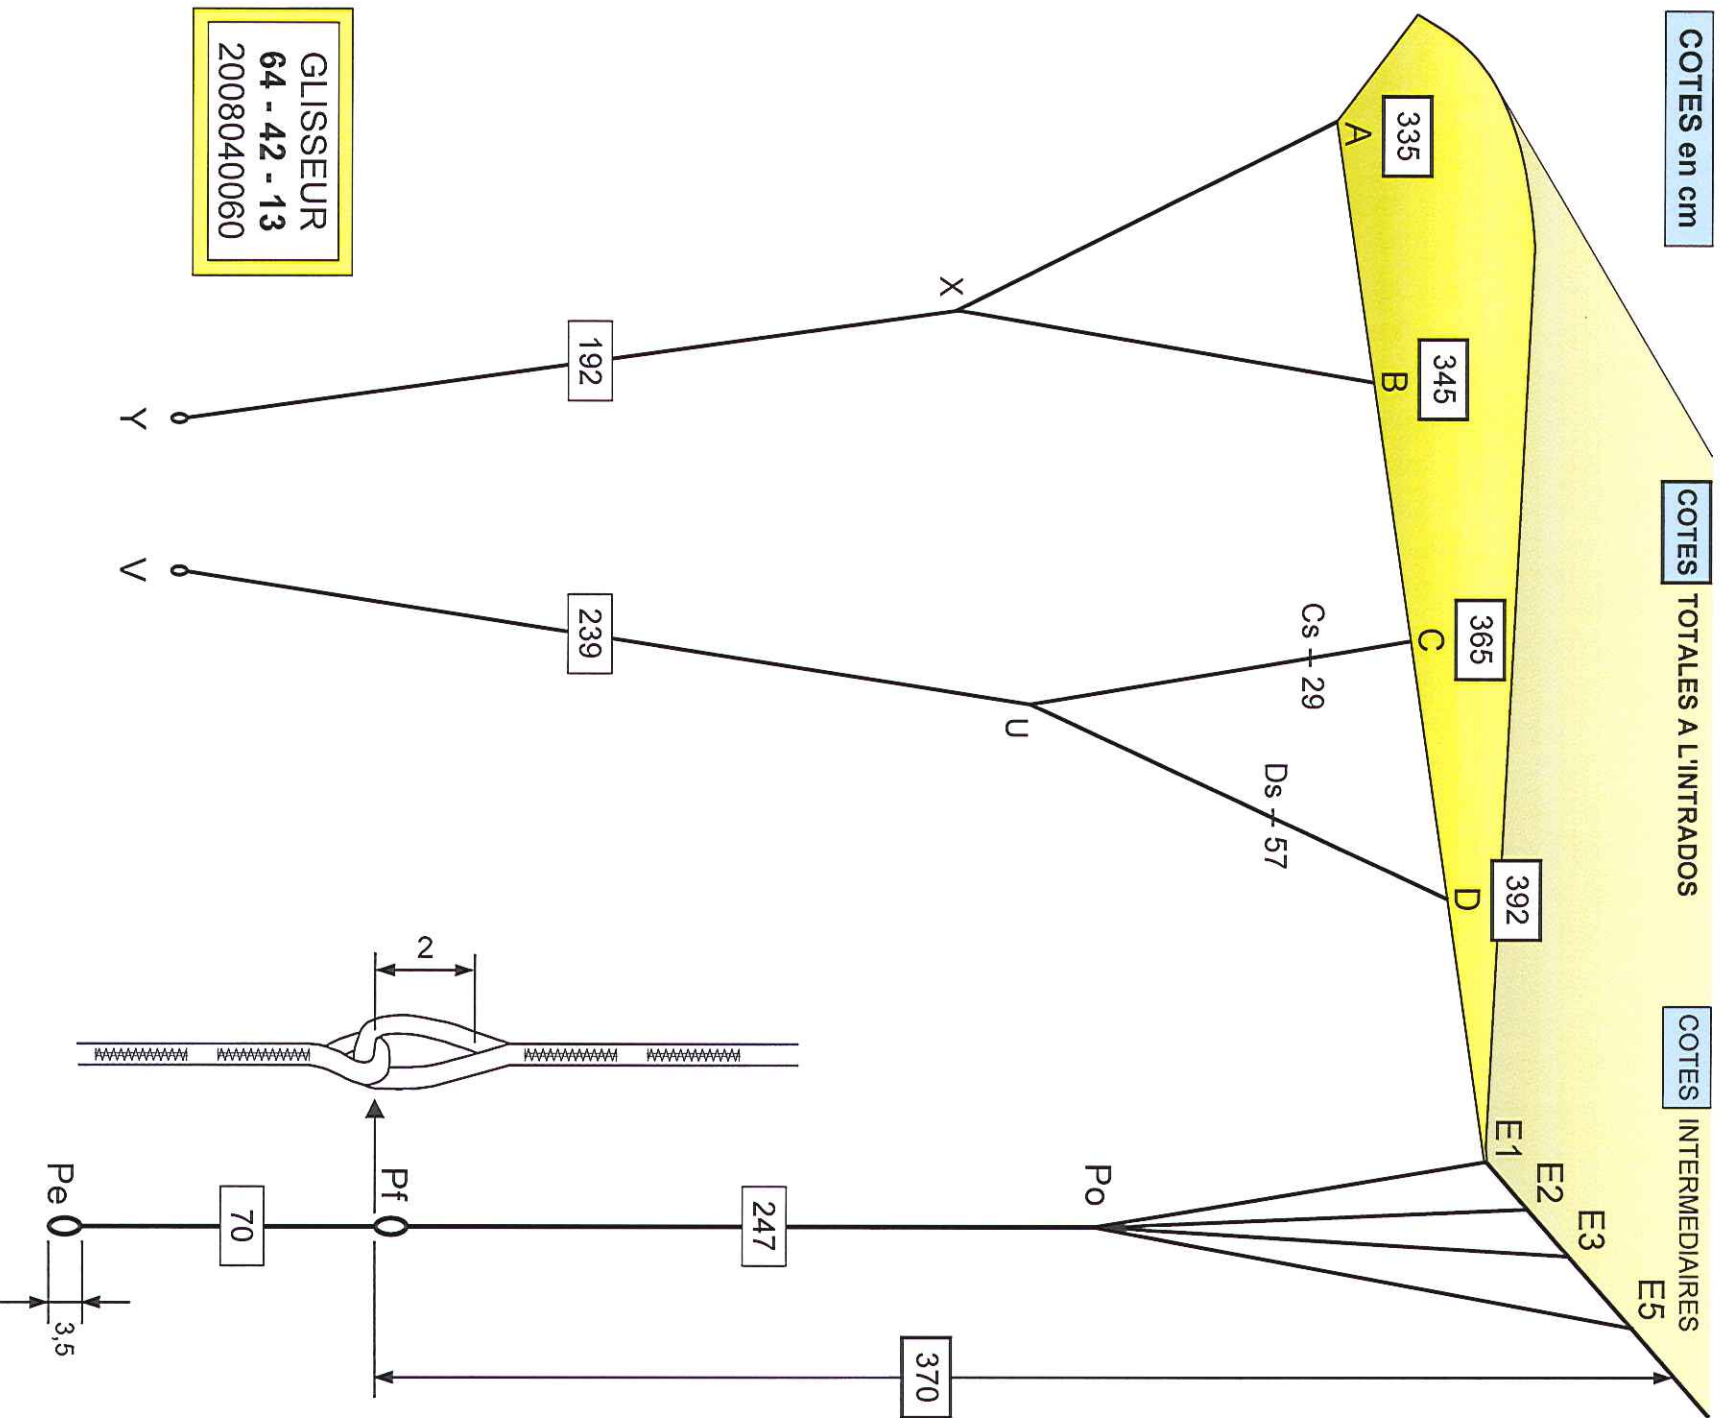 COTES en cm
COTES TOTALES A L'INTRADOS
COTES INTERMEDIAIRES
335
345
365
392
A
B
C
D
E1
E2
E3
E5
Cs 29
Ds 57
X
U
Po
192
239
247
370
Y
V
2
Pf
70
Pe
3,5
GLISSEUR
64 - 42 - 13
2008040060